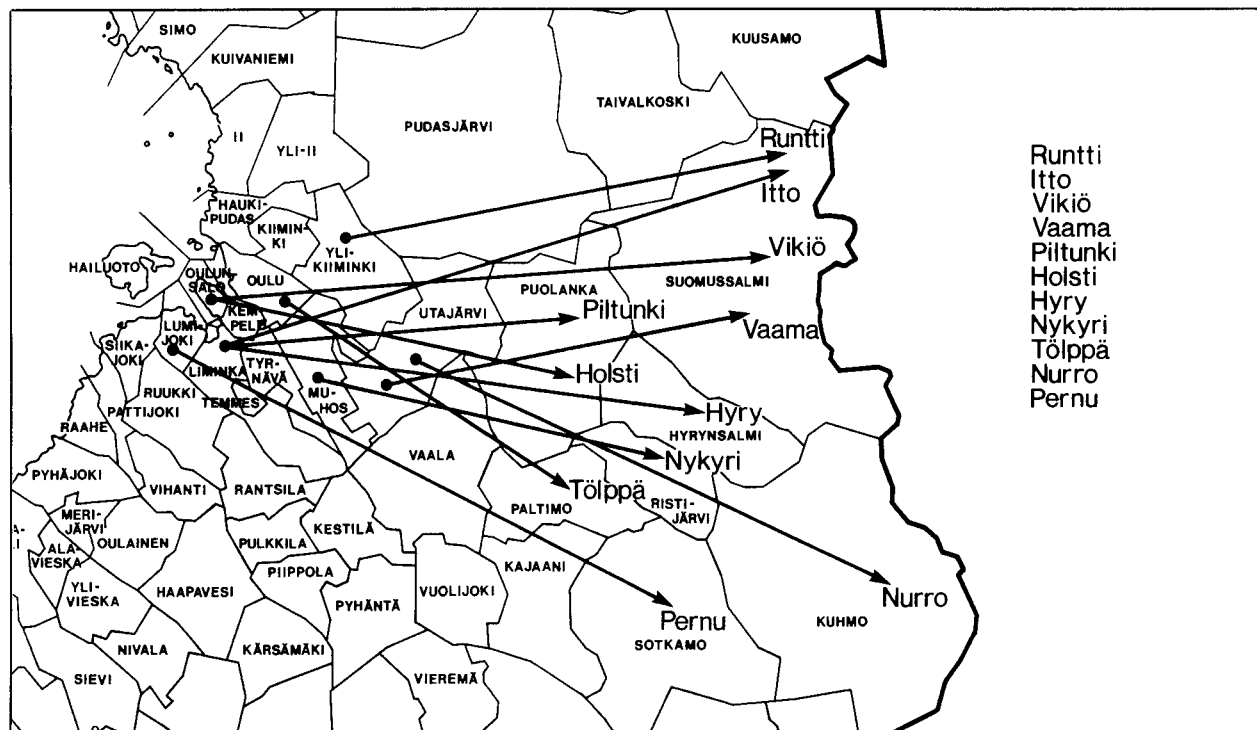 SIMO
KUUSAMO
KUIVANIEMI
TAIVALKOSKI
PUDASJÄRVI
II
YLI-II
Runtti
Itto
HAUKI-
PUDAS
KIIMIN-
KI
YLI-
KIIMINKI
Vikiö
HAILUOTO
OULUN-
SALO
OULU
KEM-
PELE
UTAJÄRVI
PUOLANKA
SUOMUSSALMI
Piltunki
Vaama
LUMI-
JOKI
SIIKA-
JOKI
LIMINKA
TYR-
NÄVÄ
Holsti
RUUKKI
TEMMES
MU-
HOS
PATTIJOKI
Hyry
RAAHE
HYRYNSALMI
VAALA
Nykyri
PYHÄJOKI
VIHANTI
RANTSILA
Tölppä
PALTIMO
RISTI-
JÄRVI
MERI-
JÄRVI
KESTILÄ
A-
KI
OULAINEN
PULKKILA
ALA-
VIESKA
KAJAANI
PIIPPOLA
YLI-
VIESKA
HAAPAVESI
VUOLIJOKI
Nurro
PYHÄNTÄ
Pernu
KUHMO
SOTKAMO
NIVALA
KÄRSÄMÄKI
SIEVI
VIEREMÄ
Runtti
Itto
Vikiö
Vaama
Piltunki
Holsti
Hyry
Nykyri
Tölppä
Nurro
Pernu